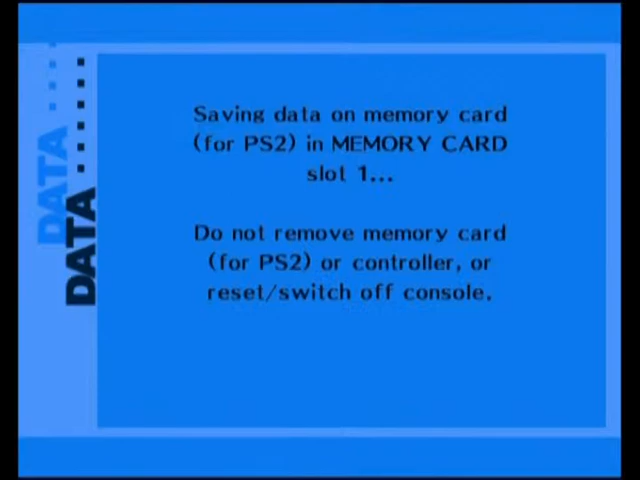 DATA......
DATA......
Saving data on memory card
(for PS2) in MEMORY CARD
slot 1...
Do not remove memory card
(for PS2) or controller, or
reset/switch off console.